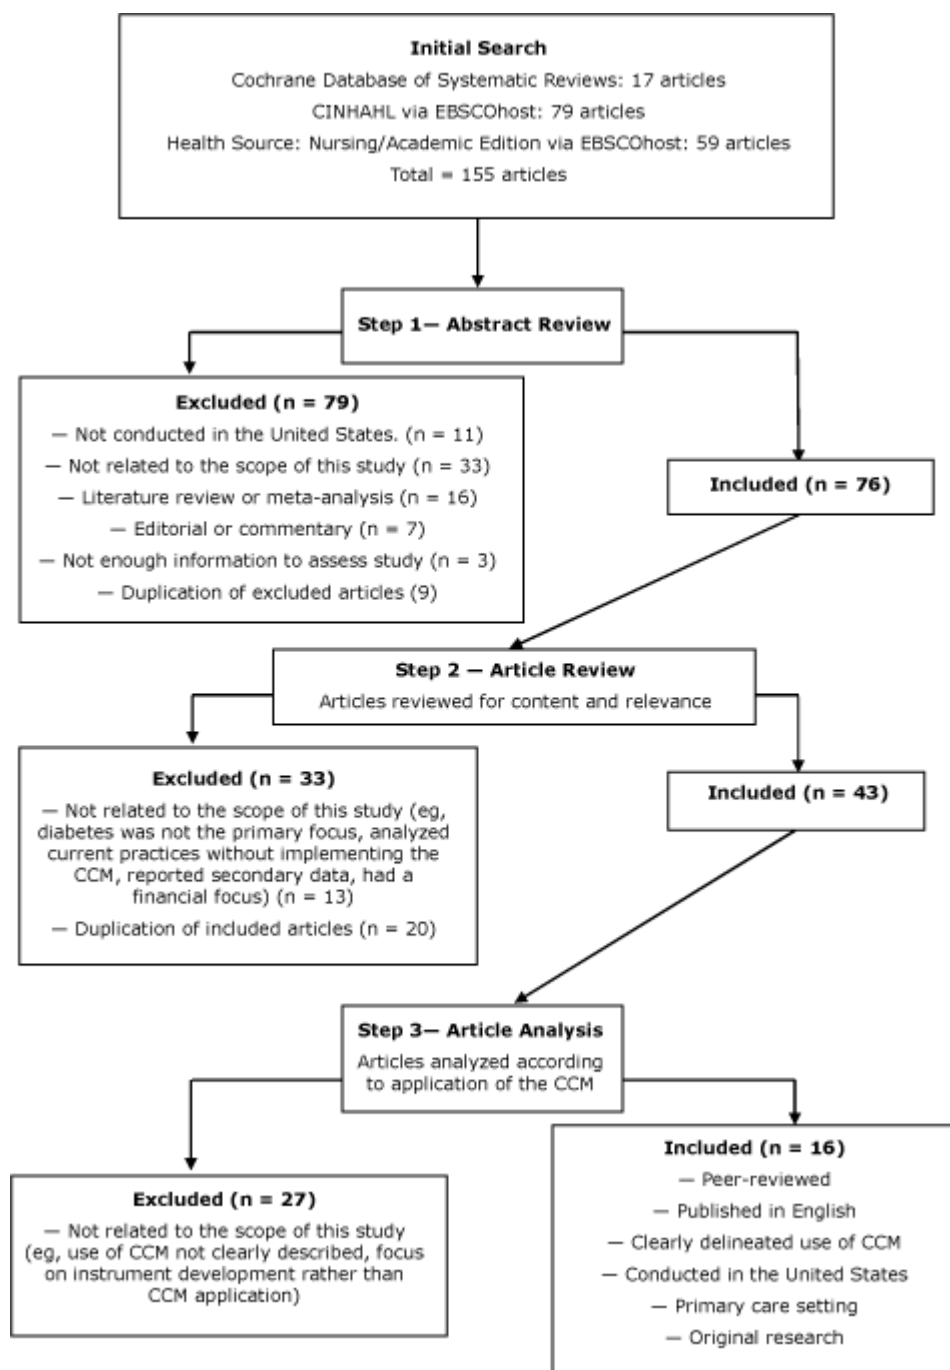 Initial Search
Cochrane Database of Systematic Reviews: 17 articles
CINHAHL via EBSCOhost: 79 articles
Health Source: Nursing/Academic Edition via EBSCOhost: 59 articles
Total = 155 articles
Step 1— Abstract Review
Excluded (n = 79)
— Not conducted in the United States. (n = 11)
— Not related to the scope of this study (n = 33)
— Literature review or meta-analysis (n = 16)
— Editorial or commentary (n = 7)
— Not enough information to assess study (n = 3)
— Duplication of excluded articles (9)
Included (n = 76)
Step 2 — Article Review
Articles reviewed for content and relevance
Excluded (n = 33)
— Not related to the scope of this study (eg,
diabetes was not the primary focus, analyzed
current practices without implementing the
CCM, reported secondary data, had a
financial focus) (n = 13)
— Duplication of included articles (n = 20)
Included (n = 43)
Step 3— Article Analysis
Articles analyzed according
to application of the CCM
Excluded (n = 27)
— Not related to the scope of this study
(eg, use of CCM not clearly described, focus
on instrument development rather than
CCM application)
Included (n = 16)
— Peer-reviewed
— Published in English
— Clearly delineated use of CCM
— Conducted in the United States
— Primary care setting
— Original research